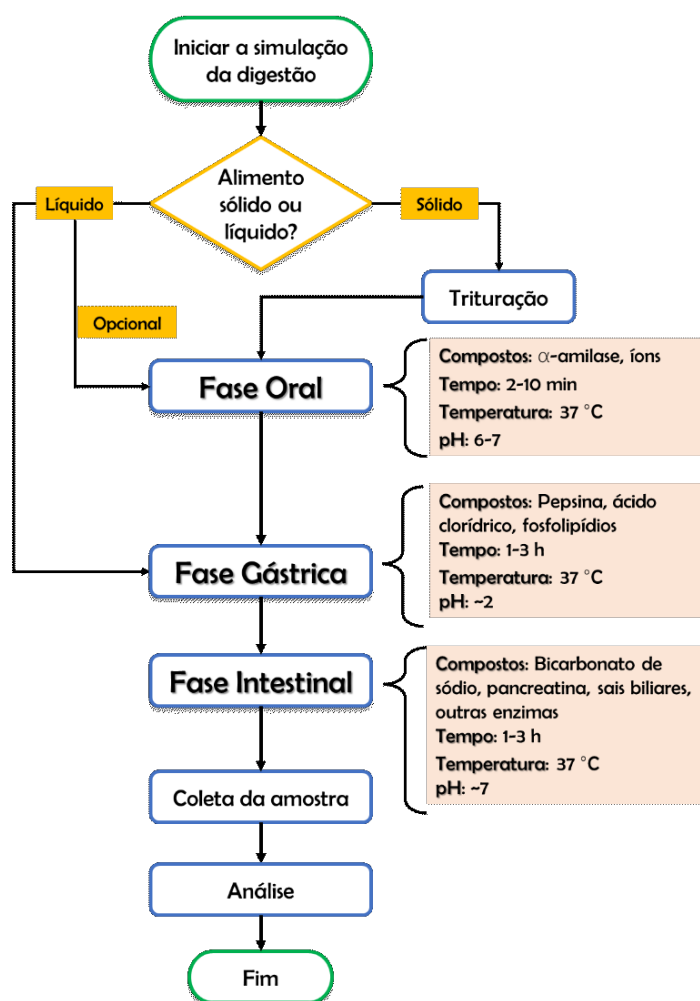 Iniciar a simulação
da digestão
Alimento
sólido ou
líquido?
Líquido
Sólido
Opcional
Trituração
Fase Oral
Compostos: α-amilase, íons
Tempo: 2-10 min
Temperatura: 37 °C
pH: 6-7
Fase Gástrica
Compostos: Pepsina, ácido
clorídrico, fosfolipídios
Tempo: 1-3 h
Temperatura: 37 °C
pH: ~2
Fase Intestinal
Compostos: Bicarbonato de
sódio, pancreatina, sais biliares,
outras enzimas
Tempo: 1-3 h
Temperatura: 37 °C
pH: ~7
Coleta da amostra
Análise
Fim